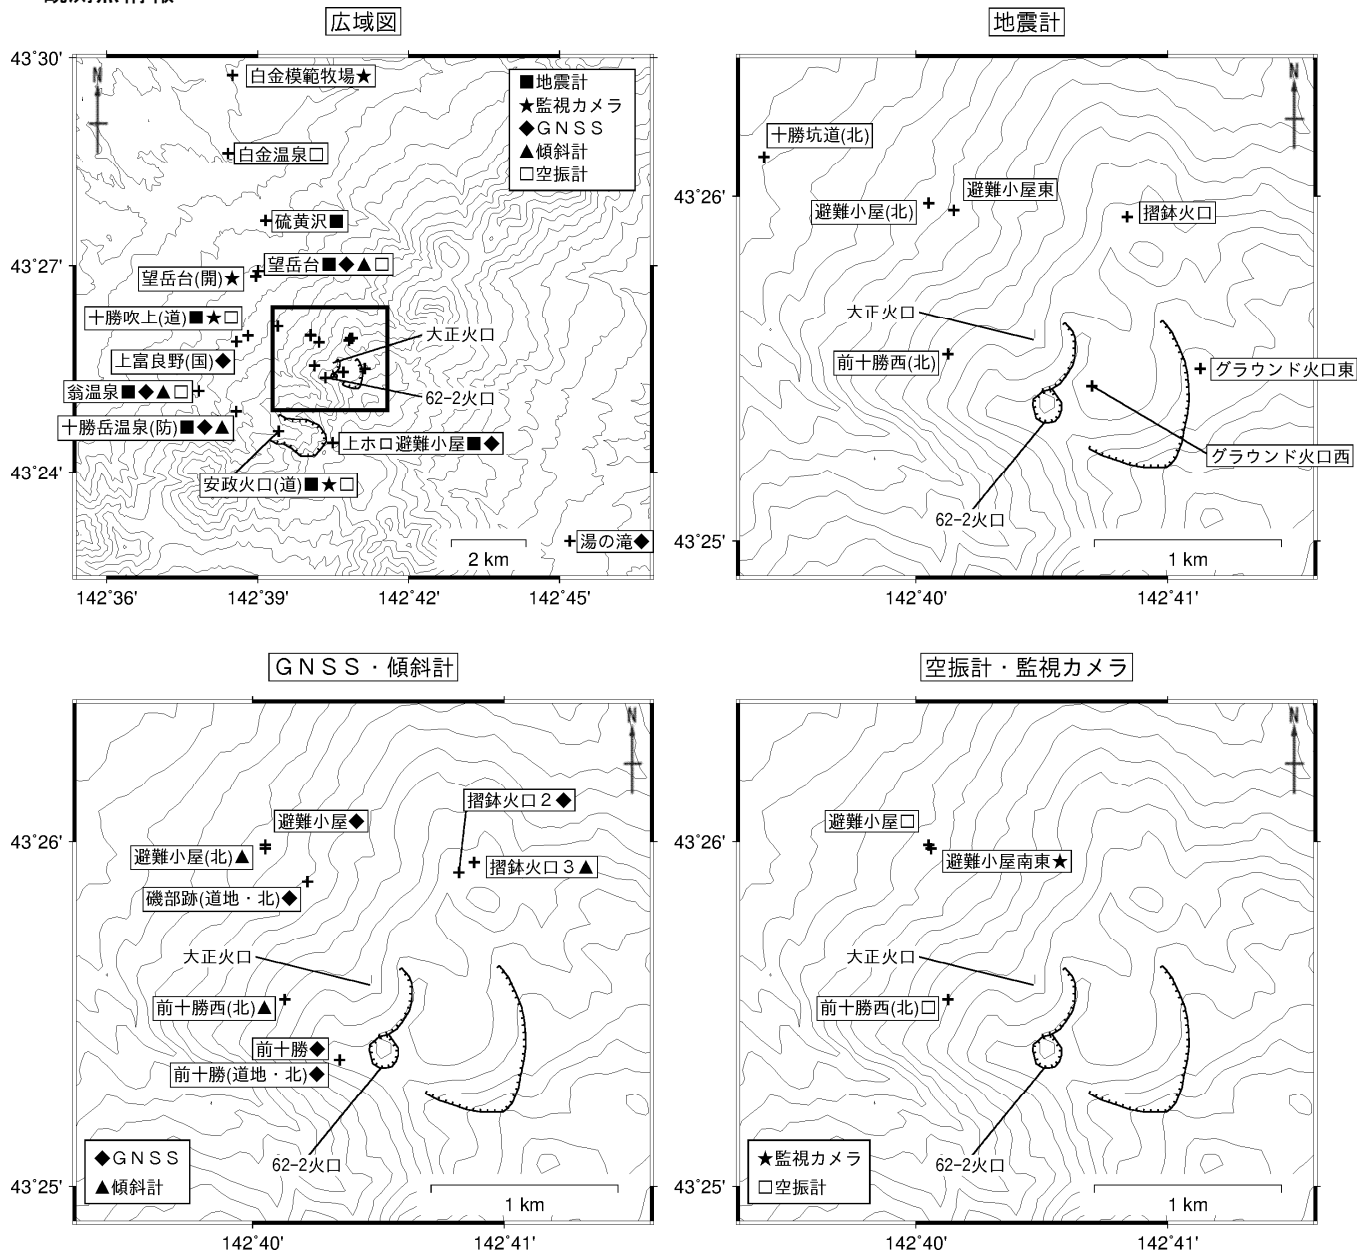 広域図
43°30'
43°27'
43°24'
142°36'
142°39'
142°42'
142°45'
N
白金模範牧場★
■地震計
★監視カメラ
◆ＧＮＳＳ
▲傾斜計
□空振計
白金温泉□
硫黄沢■
望岳台■◆▲□
望岳台(開)★
十勝吹上(道)■★□
大正火口
上富良野(国)◆
翁温泉■◆▲□
62-2火口
十勝岳温泉(防)■◆▲
上ホロ避難小屋■◆
安政火口(道)■★□
湯の滝◆
2 km
地震計
N
十勝坑道(北)
避難小屋東
避難小屋(北)
摺鉢火口
43°26'
大正火口
前十勝西(北)
グラウンド火口東
グラウンド火口西
62-2火口
43°25'
1 km
142°40'
142°41'
ＧＮＳＳ・傾斜計
N
摺鉢火口２◆
避難小屋◆
43°26'
避難小屋(北)▲
摺鉢火口３▲
磯部跡(道地・北)◆
大正火口
前十勝西(北)▲
前十勝◆
前十勝(道地・北)◆
◆ＧＮＳＳ
▲傾斜計
62-2火口
43°25'
1 km
142°40'
142°41'
空振計・監視カメラ
N
避難小屋□
43°26'
避難小屋南東★
大正火口
前十勝西(北)□
★監視カメラ
□空振計
62-2火口
43°25'
1 km
142°40'
142°41'